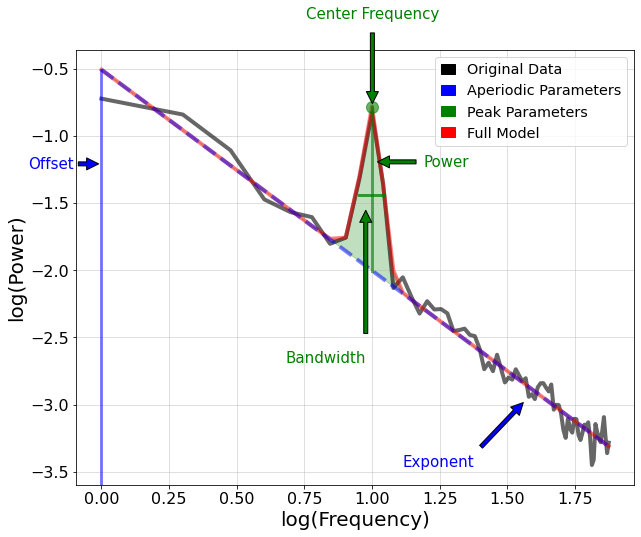 Center Frequency
Original Data
Aperiodic Parameters
Peak Parameters
Full Model
Offset
Power
Bandwidth
Exponent
log(Power)
−0.5
−1.0
−1.5
−2.0
−2.5
−3.0
−3.5
0.00 0.25 0.50 0.75 1.00 1.25 1.50 1.75
log(Frequency)